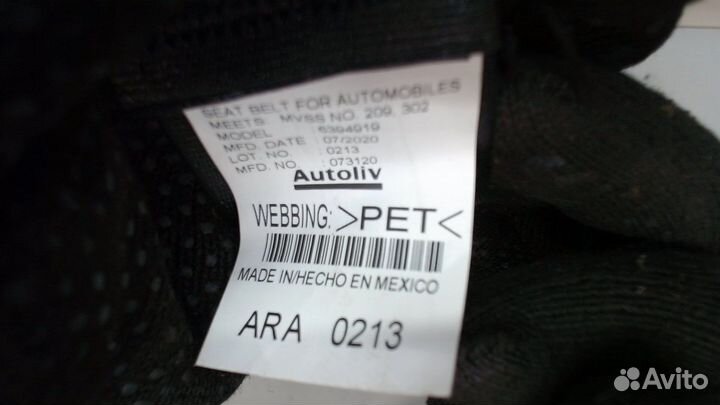 SEAT BELT FOR AUTOMOBILES
MEETS: MVSS NO. 209, 302
MODEL : 6394919
MFD. DATE : 07/2020
LOT. NO. : 0213
MFD. NO. : 073120
Autoliv
WEBBING: >PET<
MADE IN/HECHO EN MEXICO
ARA 0213
Avito